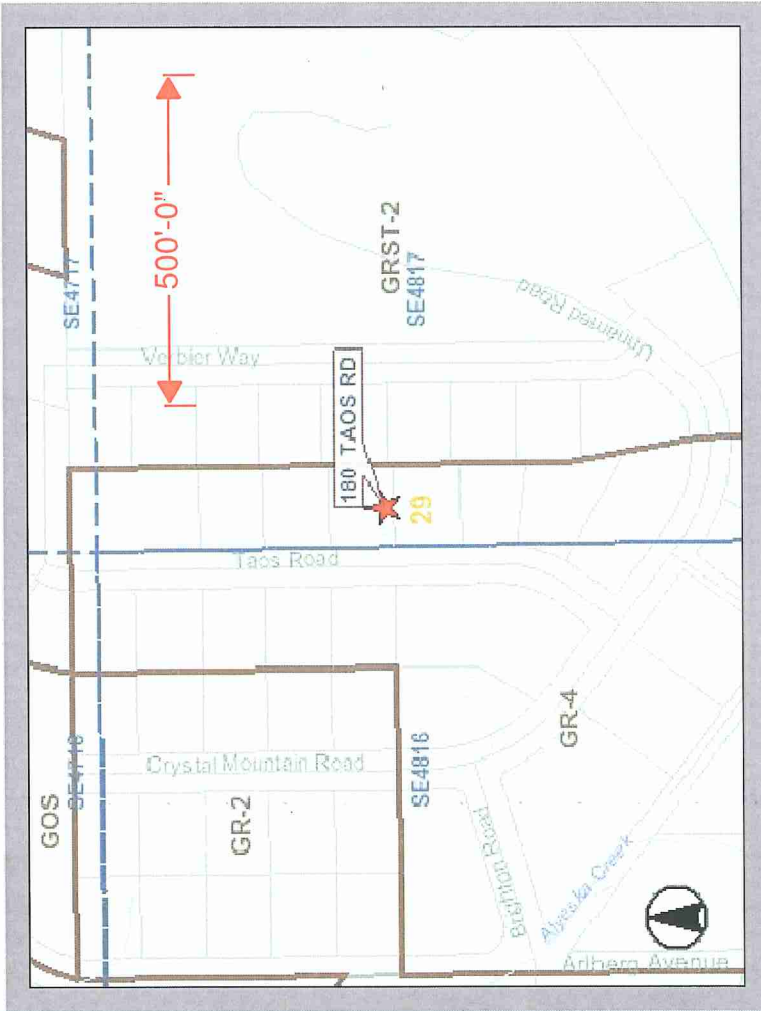 500'-0"
SE4717
GRST-2
SE4817
Unnamed Road
Verbier Way
180 TAOS RD
29
Taos Road
GOS
SE4716
Crystal Mountain Road
GR-2
SE4816
GR-4
Brighton Road
Alyeska Creek
Arlberg Avenue